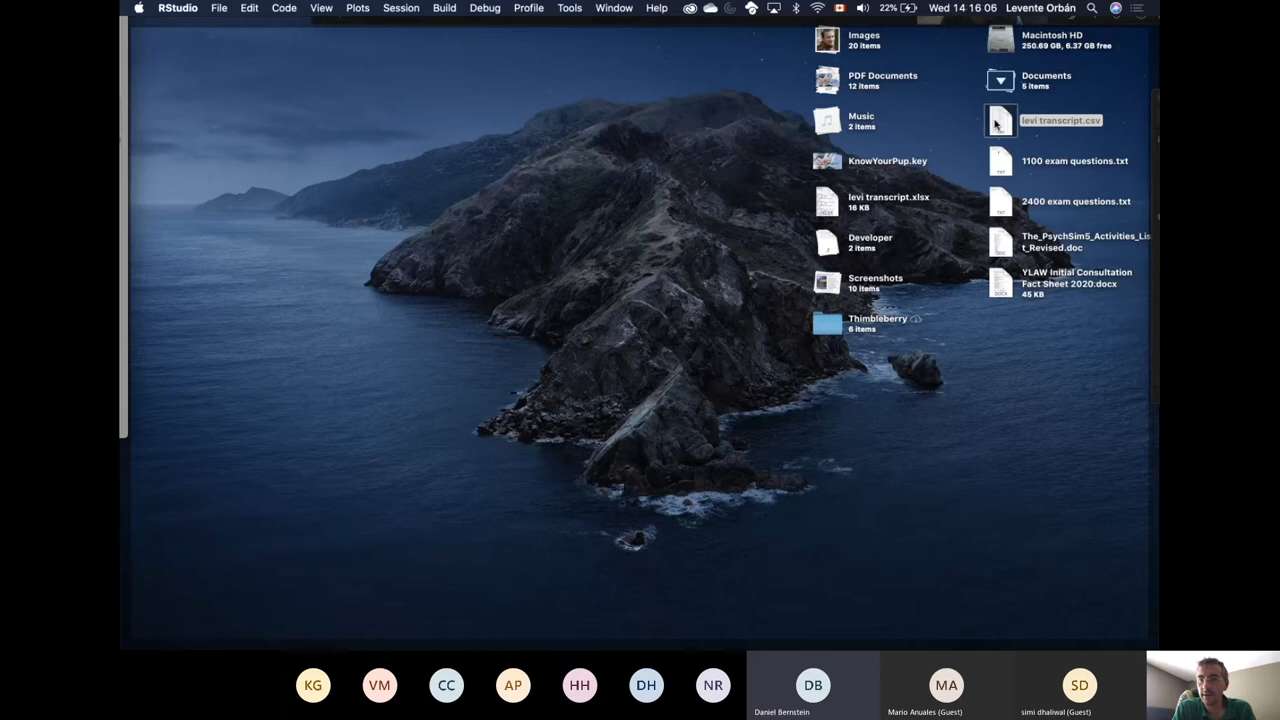 RStudio File Edit Code View Plots Session Build Debug Profile Tools Window Help 22% Wed 14 16 06 Levente Orbán
Images
20 items
PDF Documents
12 items
Music
2 items
KnowYourPup.key
levi transcript.xlsx
16 KB
Developer
2 items
Screenshots
10 items
Thimbleberry
6 items
Macintosh HD
250.69 GB, 6.37 GB free
Documents
5 items
levi transcript.csv
1100 exam questions.txt
2400 exam questions.txt
The_PsychSim5_Activities_Lis
t_Revised.doc
YLAW Initial Consultation
Fact Sheet 2020.docx
45 KB
TXT
TXT
DOC
DOCX
KG VM CC AP HH DH NR DB MA SD
Daniel Bernstein Mario Anuales (Guest) simi dhaliwal (Guest)